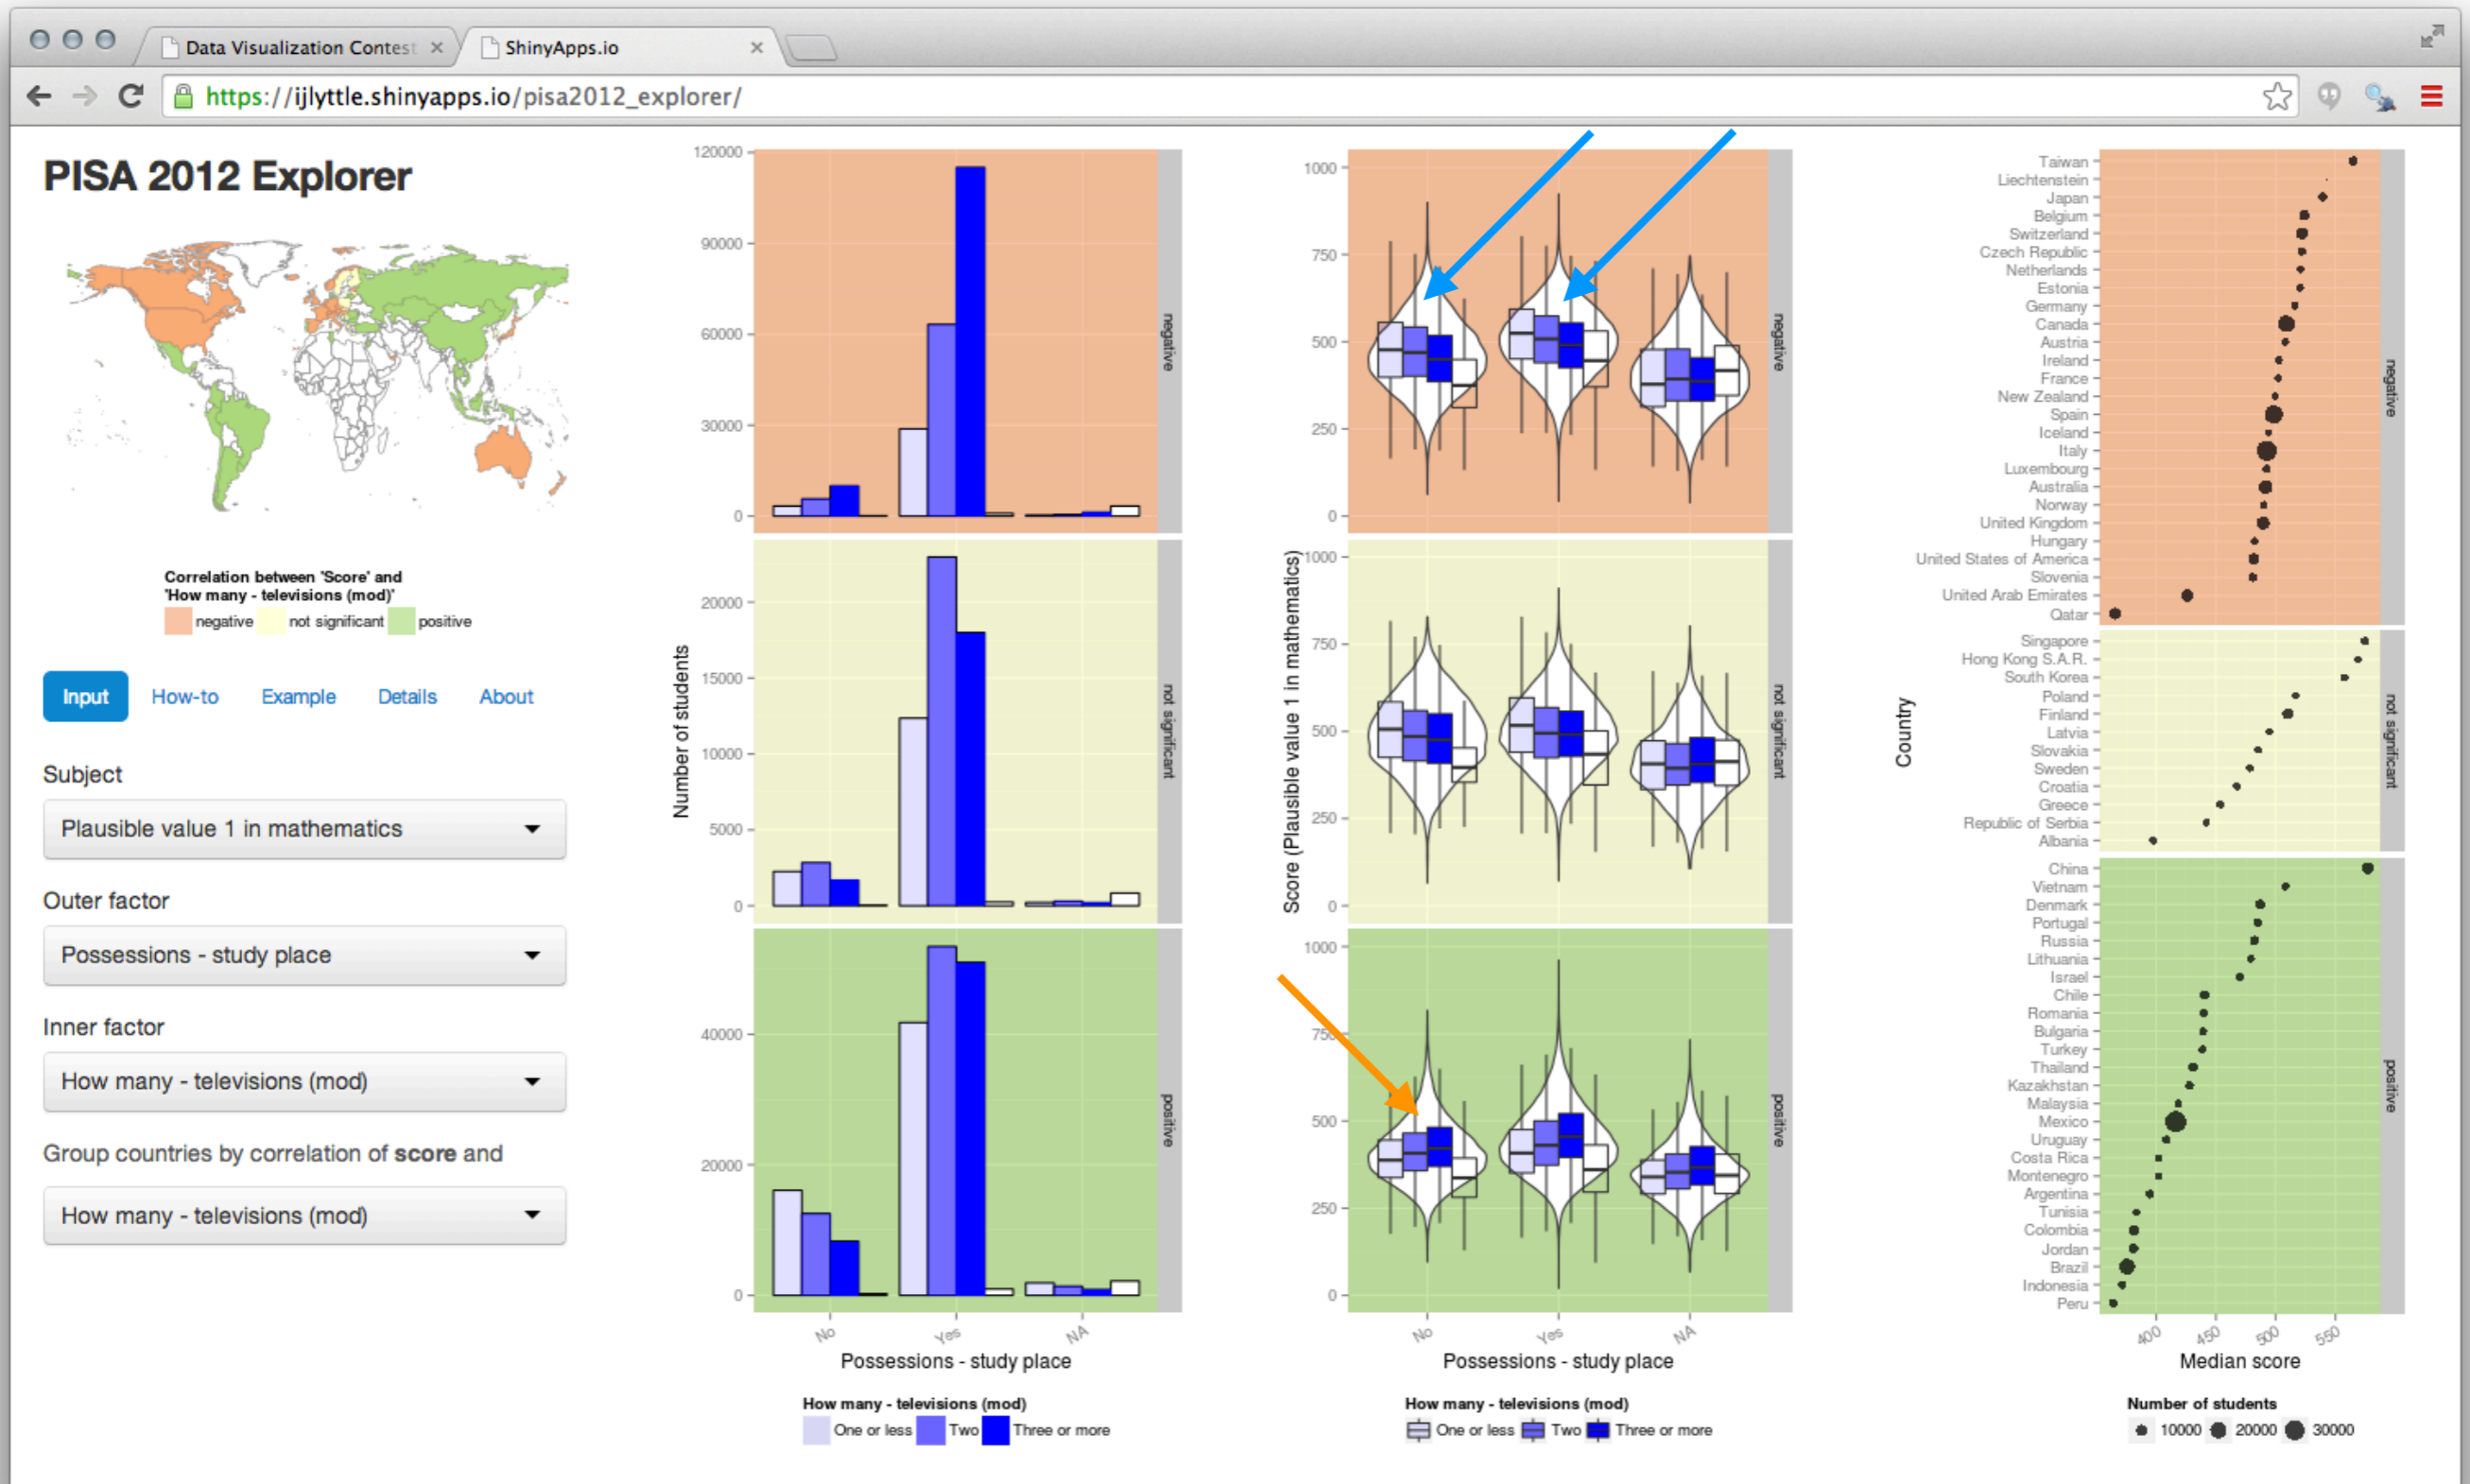 Data Visualization Contest
ShinyApps.io
https://ijlyttle.shinyapps.io/pisa2012_explorer/
PISA 2012 Explorer
Correlation between 'Score' and
'How many - televisions (mod)'
negative not significant positive
Input How-to Example Details About
Subject
Plausible value 1 in mathematics
Outer factor
Possessions - study place
Inner factor
How many - televisions (mod)
Group countries by correlation of score and
How many - televisions (mod)
Number of students
120000
90000
60000
30000
0
negative
20000
15000
10000
5000
0
not significant
40000
20000
0
positive
No Yes NA
Possessions - study place
How many - televisions (mod)
One or less Two Three or more
Score (Plausible value 1 in mathematics)
1000
750
500
250
0
negative
1000
750
500
250
0
not significant
1000
750
500
250
0
positive
No Yes NA
Possessions - study place
How many - televisions (mod)
One or less Two Three or more
Country
Taiwan
Liechtenstein
Japan
Belgium
Switzerland
Czech Republic
Netherlands
Estonia
Germany
Canada
Austria
Ireland
France
New Zealand
Spain
Iceland
Italy
Luxembourg
Australia
Norway
United Kingdom
Hungary
United States of America
Slovenia
United Arab Emirates
Qatar
negative
Singapore
Hong Kong S.A.R.
South Korea
Poland
Finland
Latvia
Slovakia
Sweden
Croatia
Greece
Republic of Serbia
Albania
not significant
China
Vietnam
Denmark
Portugal
Russia
Lithuania
Israel
Chile
Romania
Bulgaria
Turkey
Thailand
Kazakhstan
Malaysia
Mexico
Uruguay
Costa Rica
Montenegro
Argentina
Tunisia
Colombia
Jordan
Brazil
Indonesia
Peru
positive
400 450 500 550
Median score
Number of students
10000 20000 30000